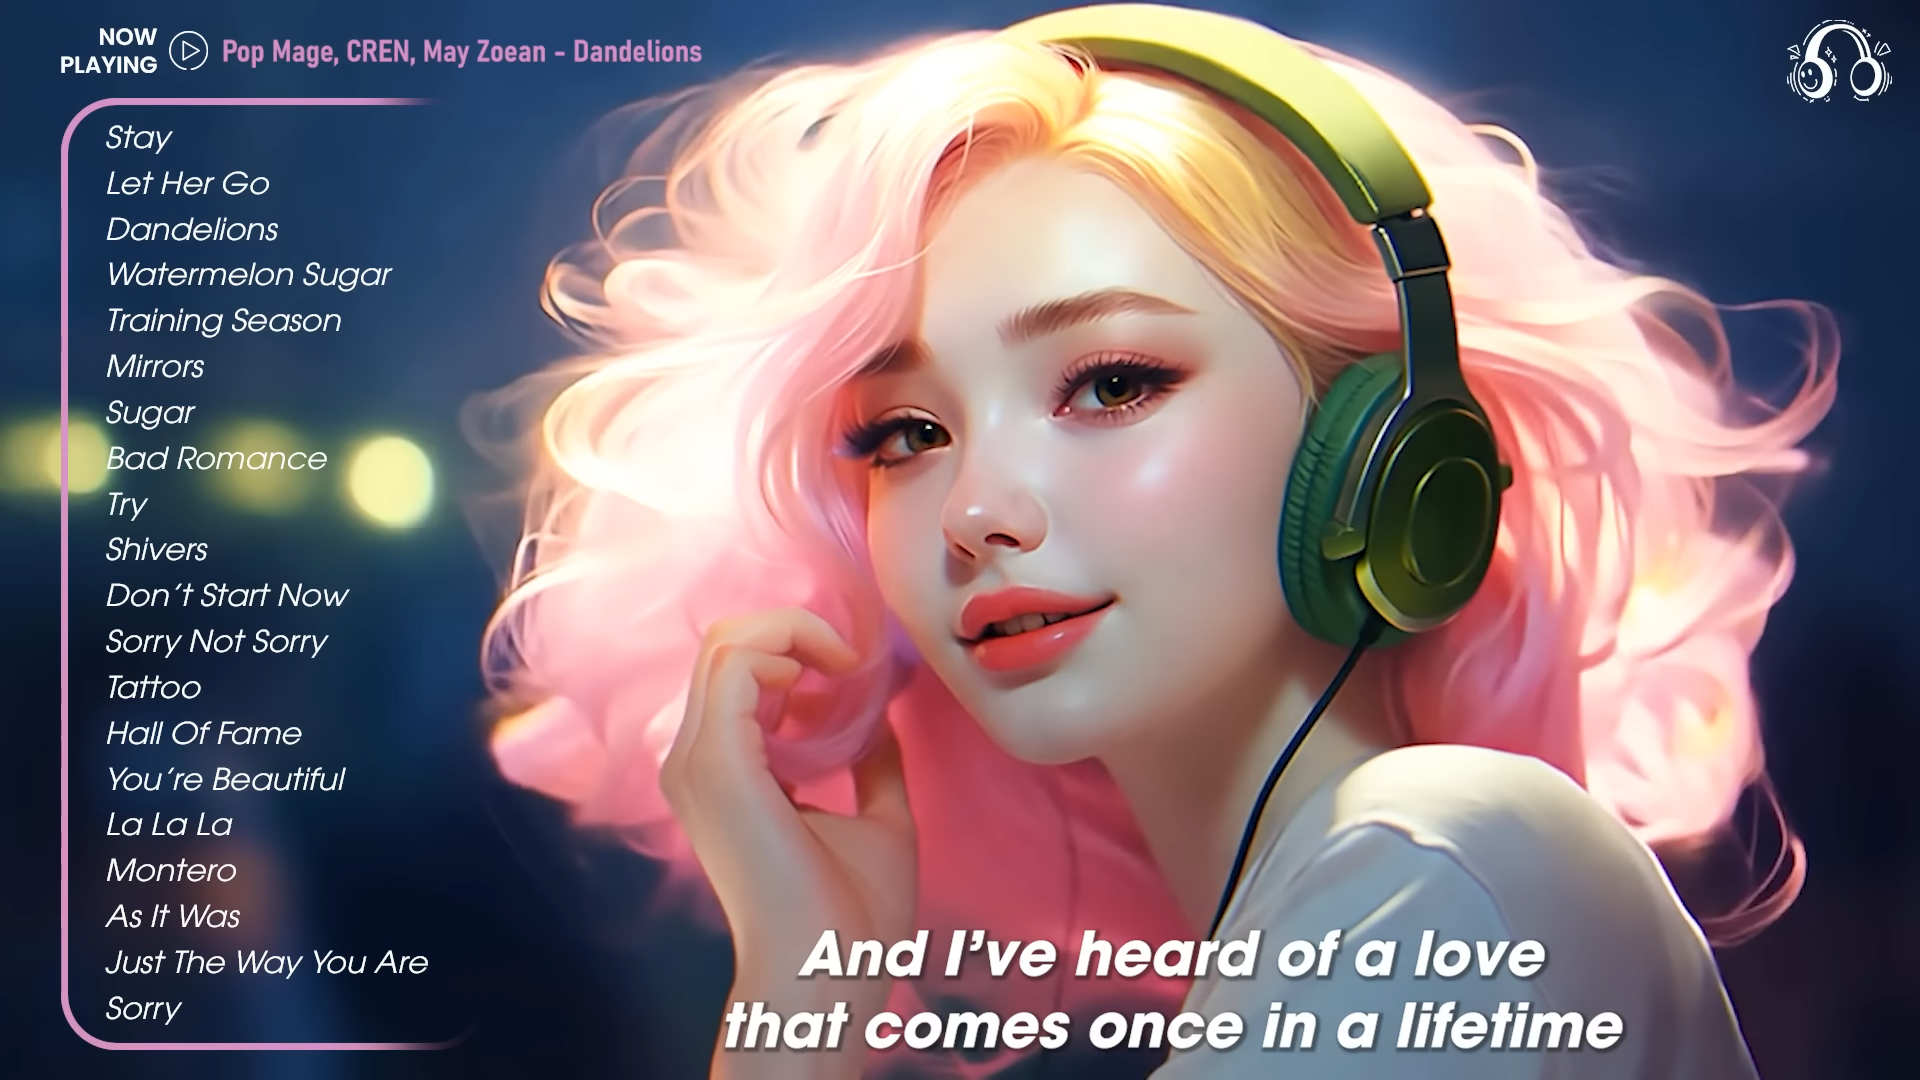 NOW
PLAYING
Pop Mage, CREN, May Zoean - Dandelions
Stay
Let Her Go
Dandelions
Watermelon Sugar
Training Season
Mirrors
Sugar
Bad Romance
Try
Shivers
Don't Start Now
Sorry Not Sorry
Tattoo
Hall Of Fame
You're Beautiful
La La La
Montero
As It Was
Just The Way You Are
Sorry
And I've heard of a love
that comes once in a lifetime